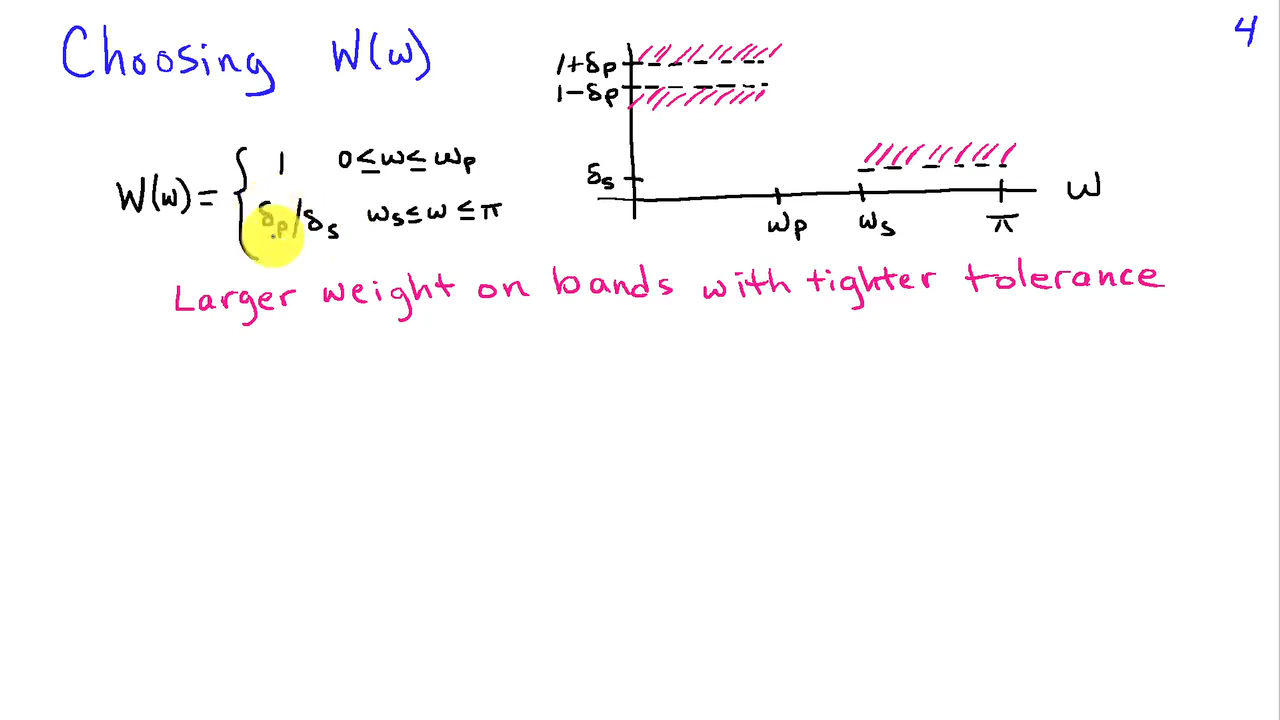 Choosing W(ω)
4
1+δp
1−δp
δs
ωp ωs π ω
W(ω) = { 1 0≤ω≤ωp
δp/δs ωs≤ω≤π
Larger weight on bands with tighter tolerance